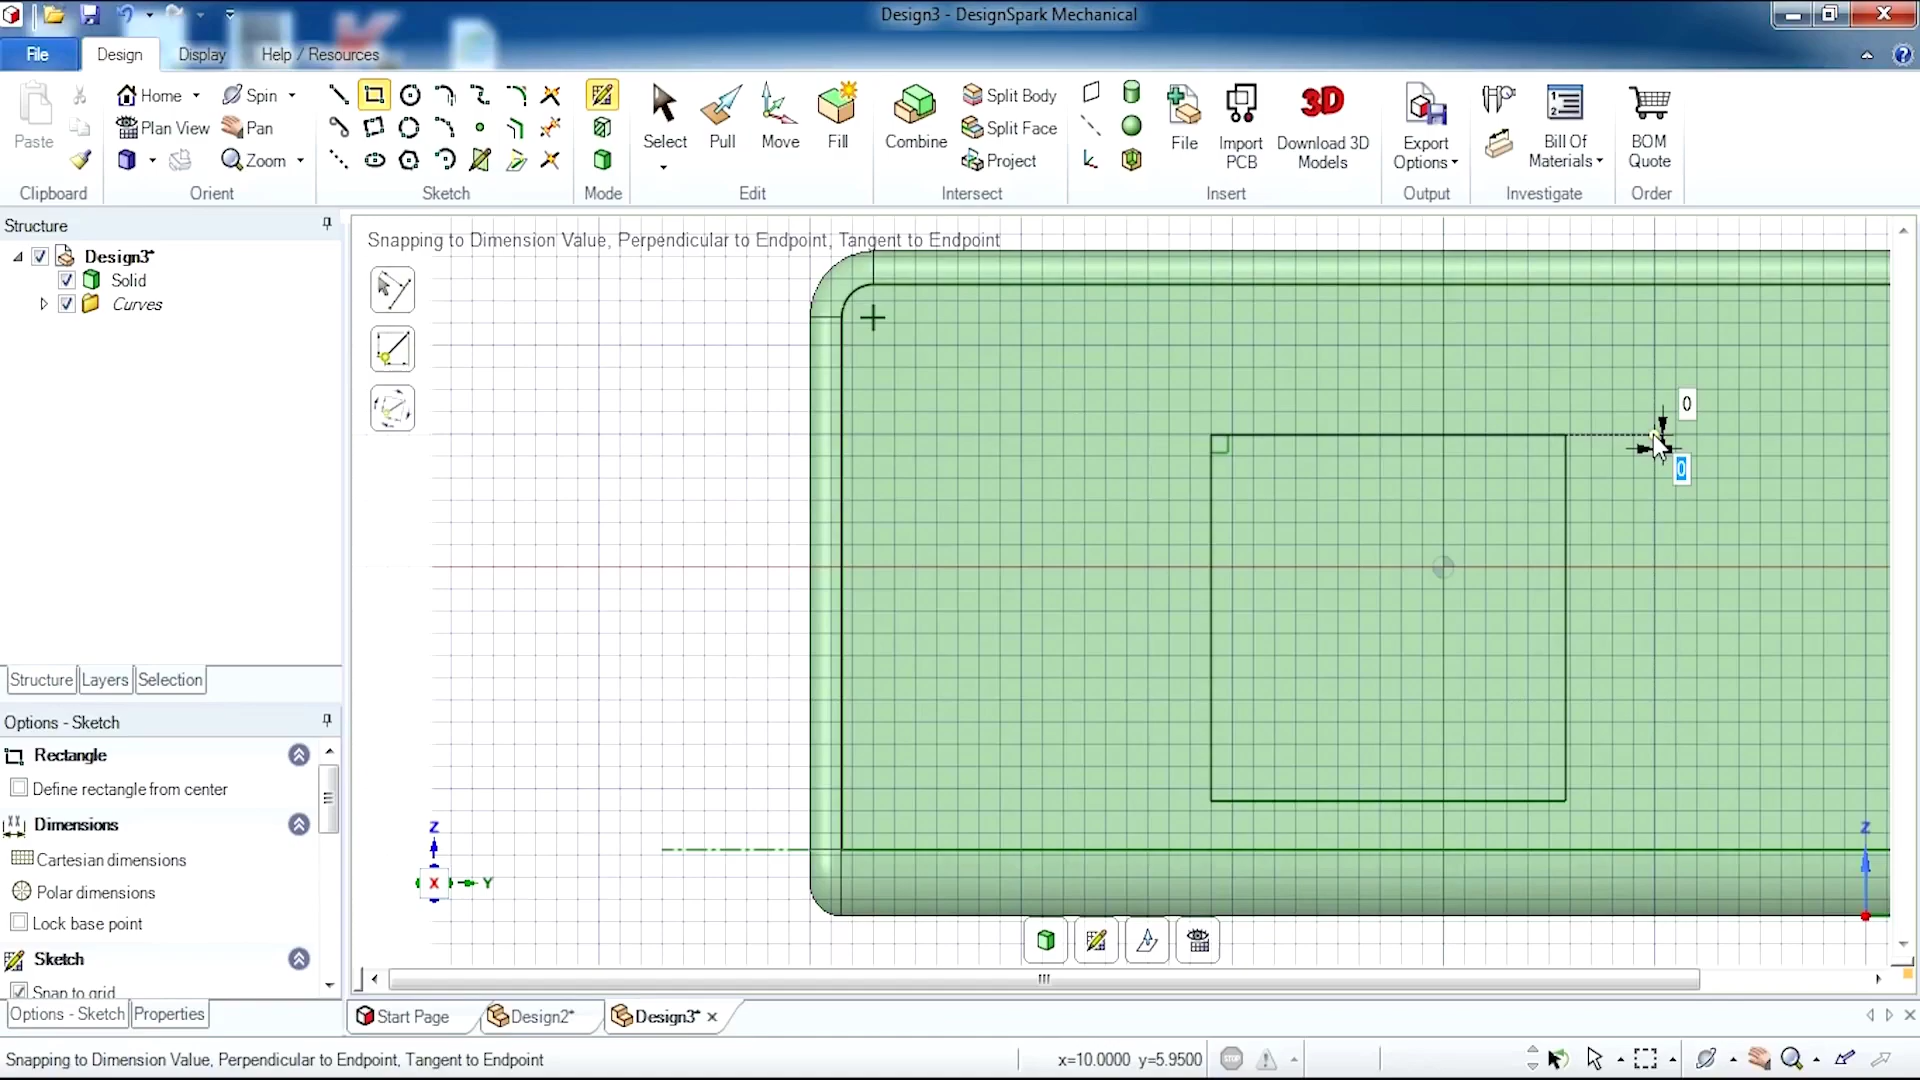 Design3 - DesignSpark Mechanical
File Design Display Help / Resources
Paste
Clipboard
Home Spin
Plan View Pan
Zoom
Orient
Sketch
Mode
Select Pull Move Fill
Edit
Combine
Split Body
Split Face
Project
Intersect
File
Import PCB
3D
Download 3D Models
Insert
Export Options
Output
Bill Of Materials
Investigate
BOM Quote
Order
Structure
Design3*
Solid
Curves
Structure Layers Selection
Options - Sketch
Rectangle
Define rectangle from center
Dimensions
Cartesian dimensions
Polar dimensions
Lock base point
Sketch
Snap to grid
Options - Sketch Properties
Snapping to Dimension Value, Perpendicular to Endpoint, Tangent to Endpoint
0
0
Z
X Y
Z
Start Page Design2* Design3*
Snapping to Dimension Value, Perpendicular to Endpoint, Tangent to Endpoint
x=10.0000 y=5.9500